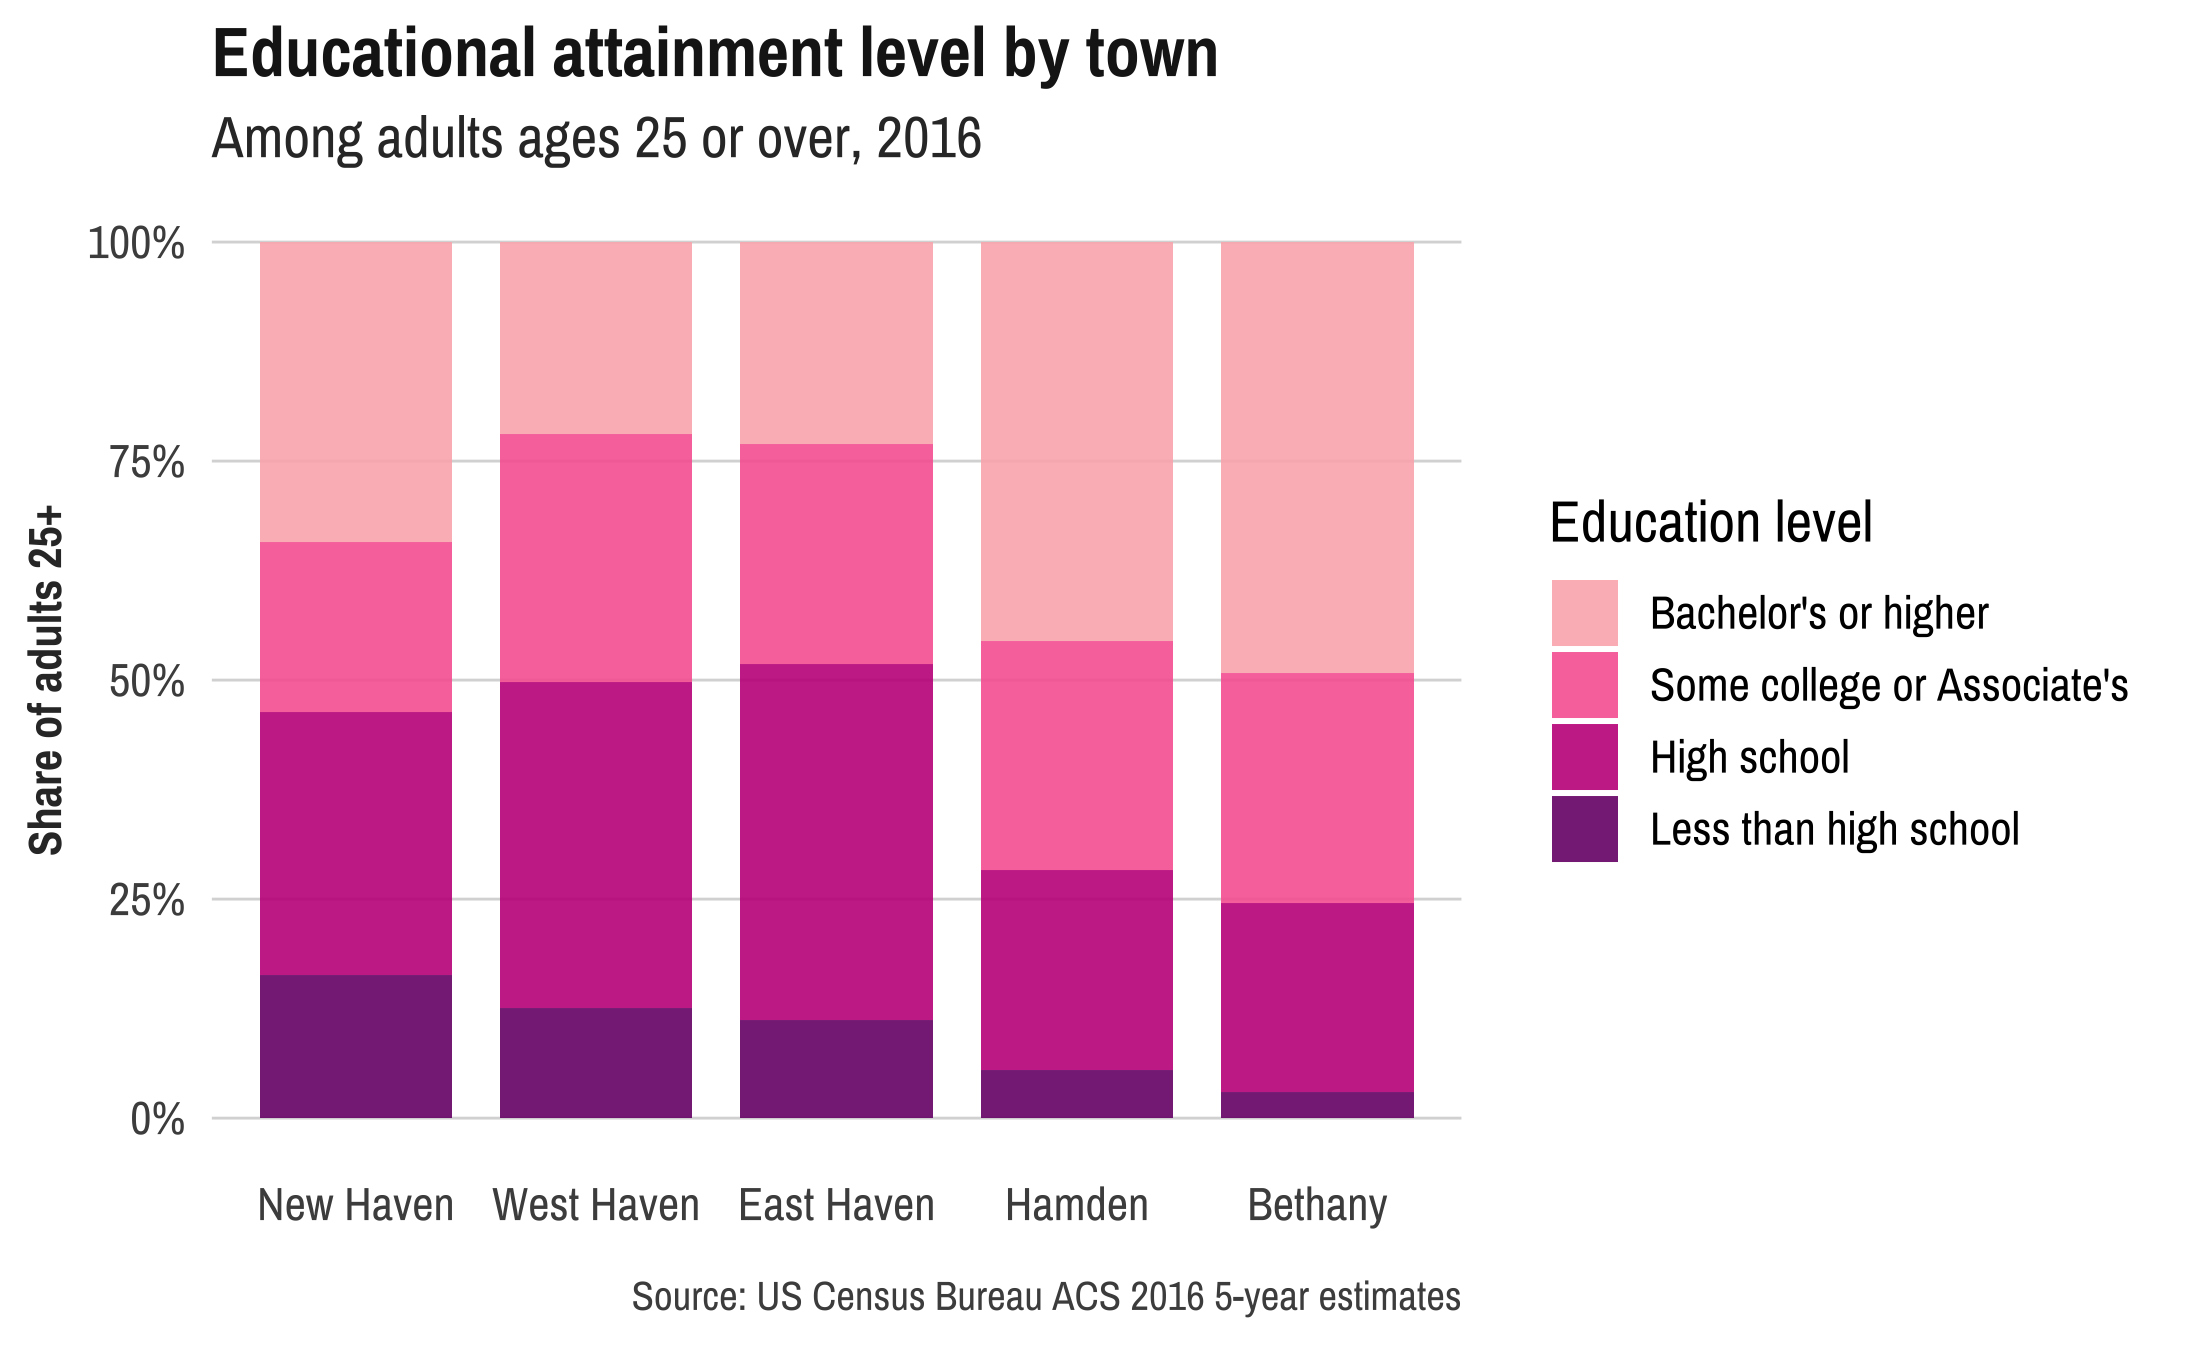 Educational attainment level by town
Among adults ages 25 or over, 2016
100%
75%
50%
25%
0%
Share of adults 25+
New Haven
West Haven
East Haven
Hamden
Bethany
Education level
Bachelor's or higher
Some college or Associate's
High school
Less than high school
Source: US Census Bureau ACS 2016 5-year estimates